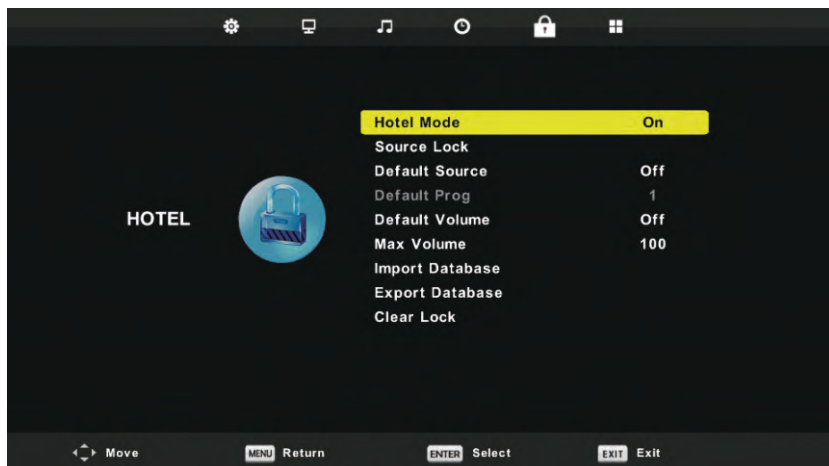 Hotel Mode On
Source Lock
Default Source Off
Default Prog 1
HOTEL
Default Volume Off
Max Volume 100
Import Database
Export Database
Clear Lock
Move MENU Return ENTER Select EXIT Exit